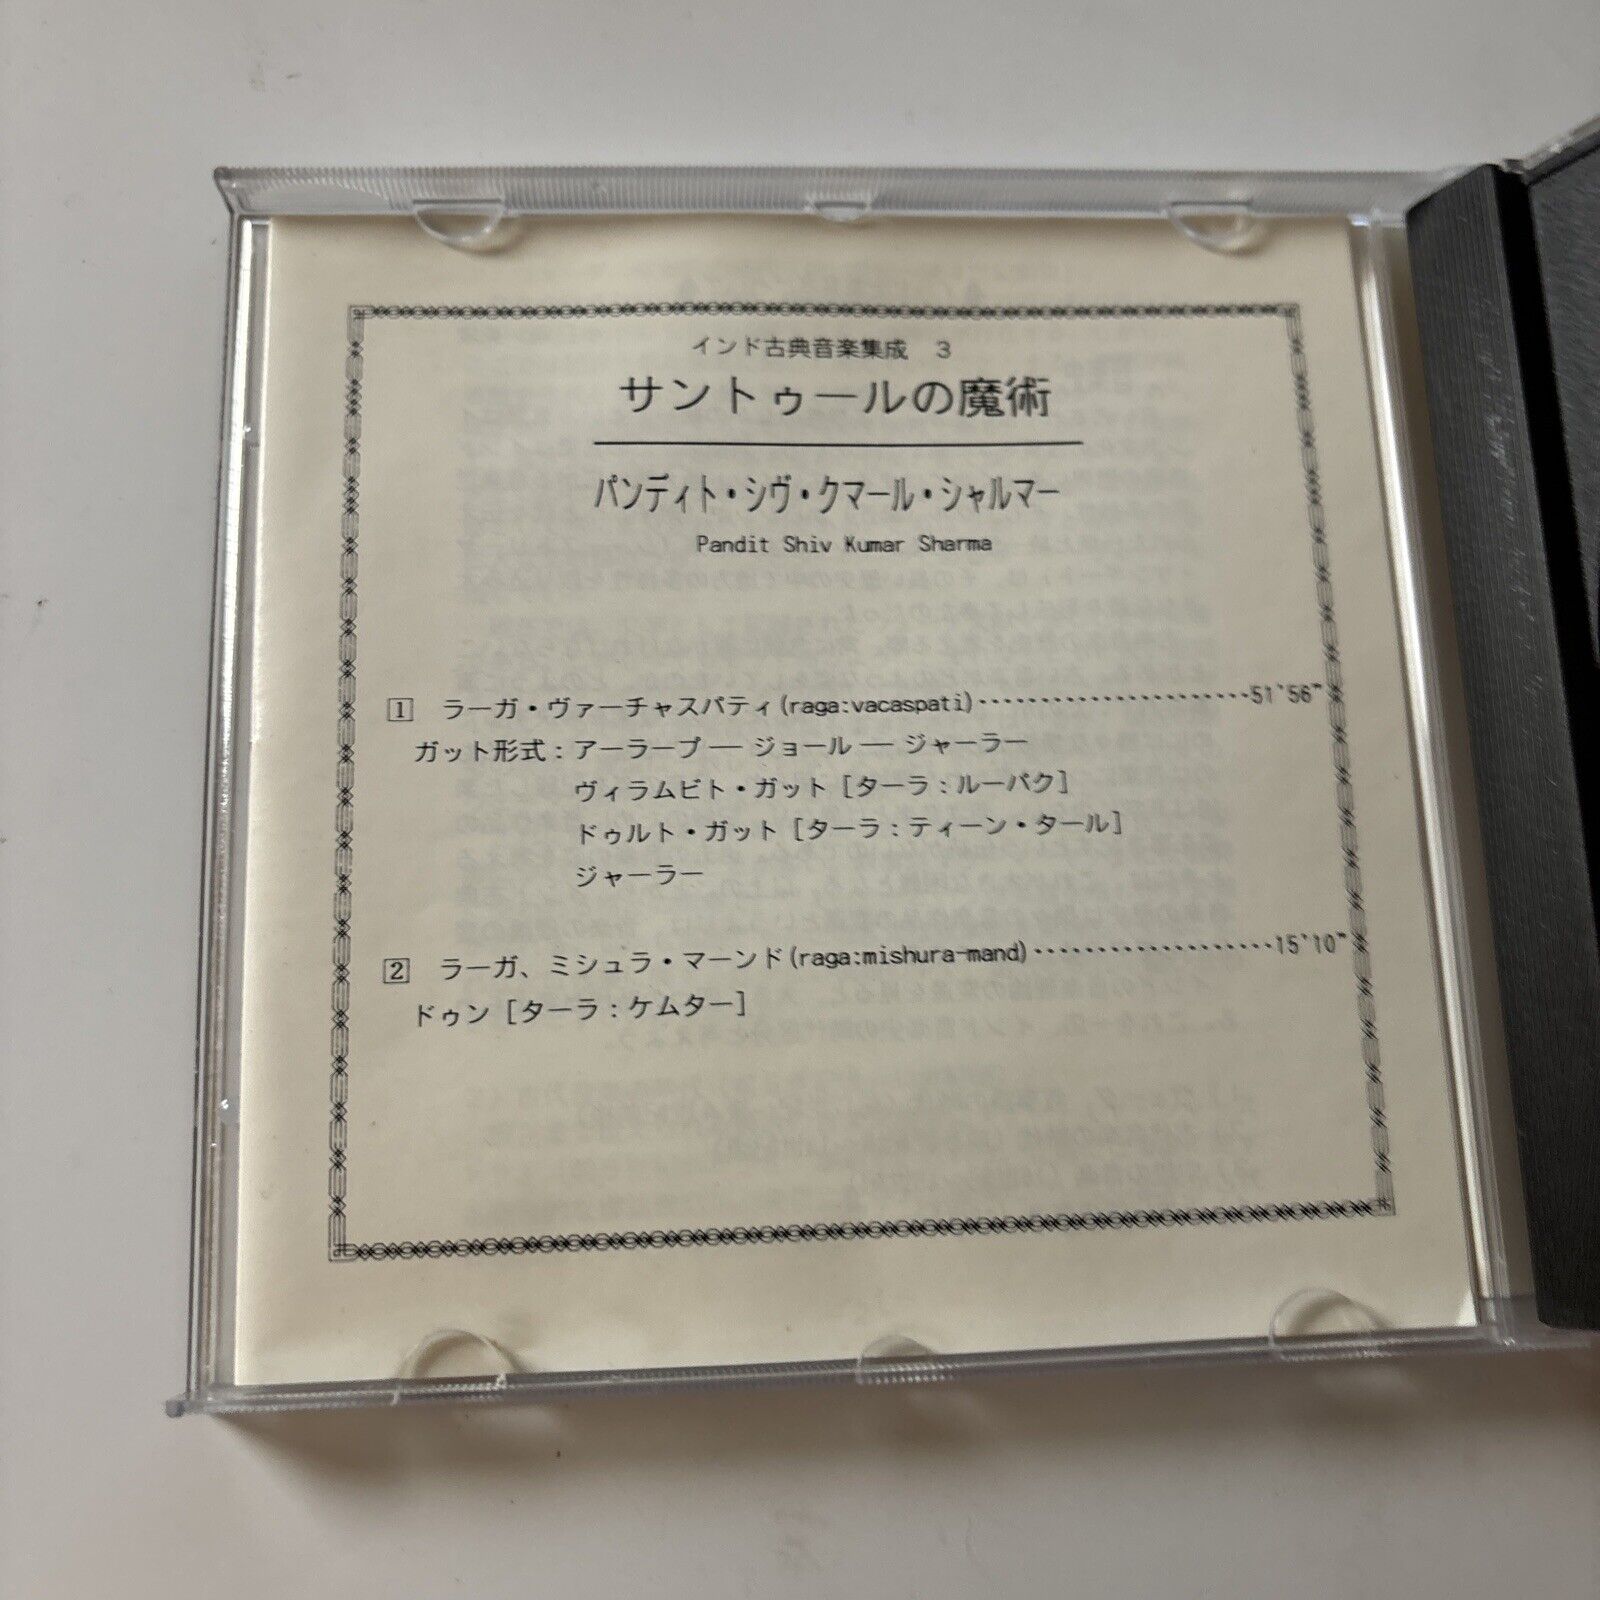 インド古典音楽集成 3
サントゥールの魔術
パンディト・シヴ・クマール・シャルマー
Pandit Shiv Kumar Sharma
1 ラーガ・ヴァーチャスパティ(raga:vacaspati)……………………51'56"
ガット形式:アーラープ — ジョール — ジャーラー
ヴィラムビト・ガット[ターラ:ルーパク]
ドゥルト・ガット[ターラ:ティーン・タール]
ジャーラー
2 ラーガ、ミシュラ・マーンド(raga:mishura-mand)…………………15'10"
ドゥン[ターラ:ケムター]